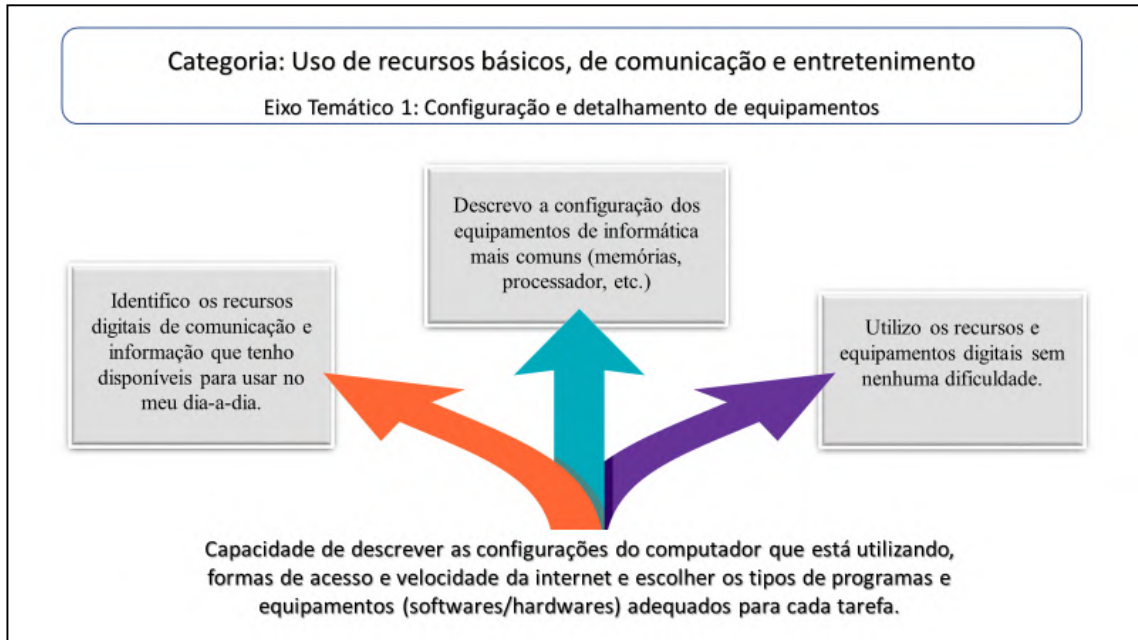 Categoria: Uso de recursos básicos, de comunicação e entretenimento
Eixo Temático 1: Configuração e detalhamento de equipamentos
Identifico os recursos
digitais de comunicação e
informação que tenho
disponíveis para usar no
meu dia-a-dia.
Descrevo a configuração dos
equipamentos de informática
mais comuns (memórias,
processador, etc.)
Utilizo os recursos e
equipamentos digitais sem
nenhuma dificuldade.
Capacidade de descrever as configurações do computador que está utilizando,
formas de acesso e velocidade da internet e escolher os tipos de programas e
equipamentos (softwares/hardwares) adequados para cada tarefa.